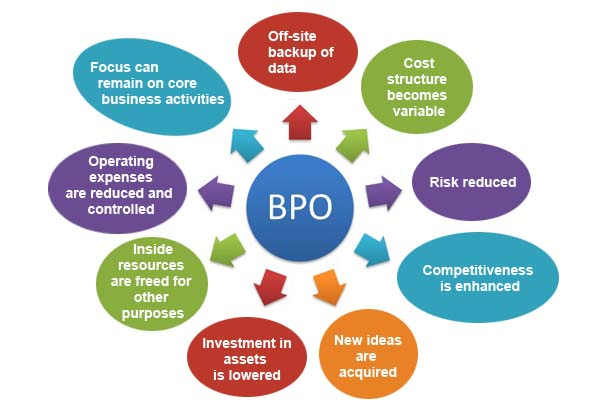 Off-site
backup of
data
Cost
structure
becomes
variable
Risk reduced
Competitiveness
is enhanced
New ideas
are
acquired
Investment in
assets
is lowered
Inside
resources
are freed for
other
purposes
Operating
expenses
are reduced and
controlled
Focus can
remain on core
business activities
BPO